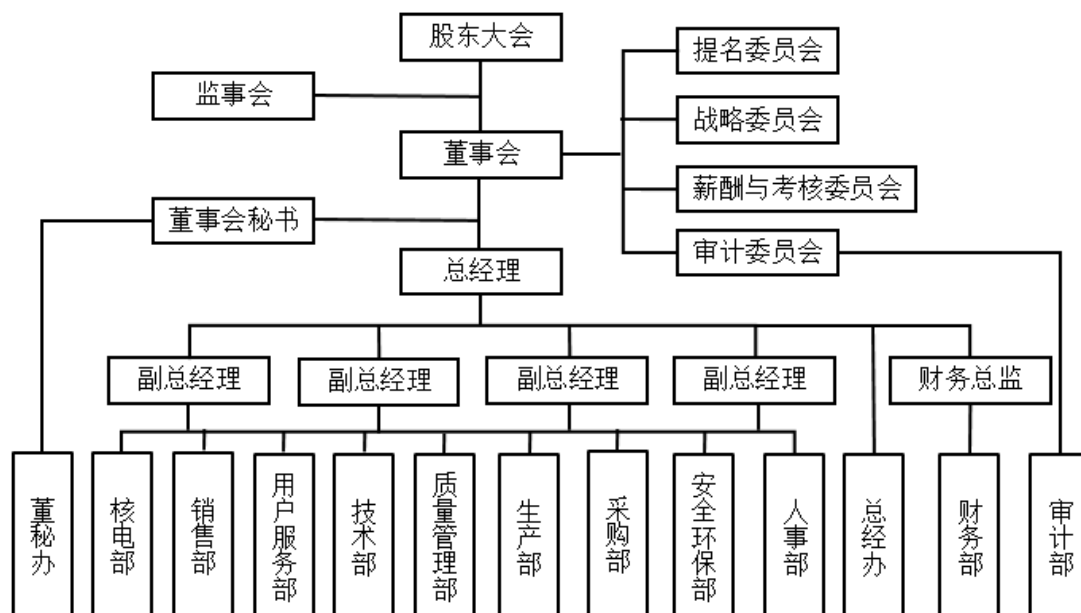 股东大会
提名委员会
监事会
战略委员会
董事会
薪酬与考核委员会
董事会秘书
审计委员会
总经理
副总经理
副总经理
副总经理
副总经理
财务总监
董秘办
核电部
销售部
用户服务部
技术部
质量管理部
生产部
采购部
安全环保部
人事部
总经办
财务部
审计部